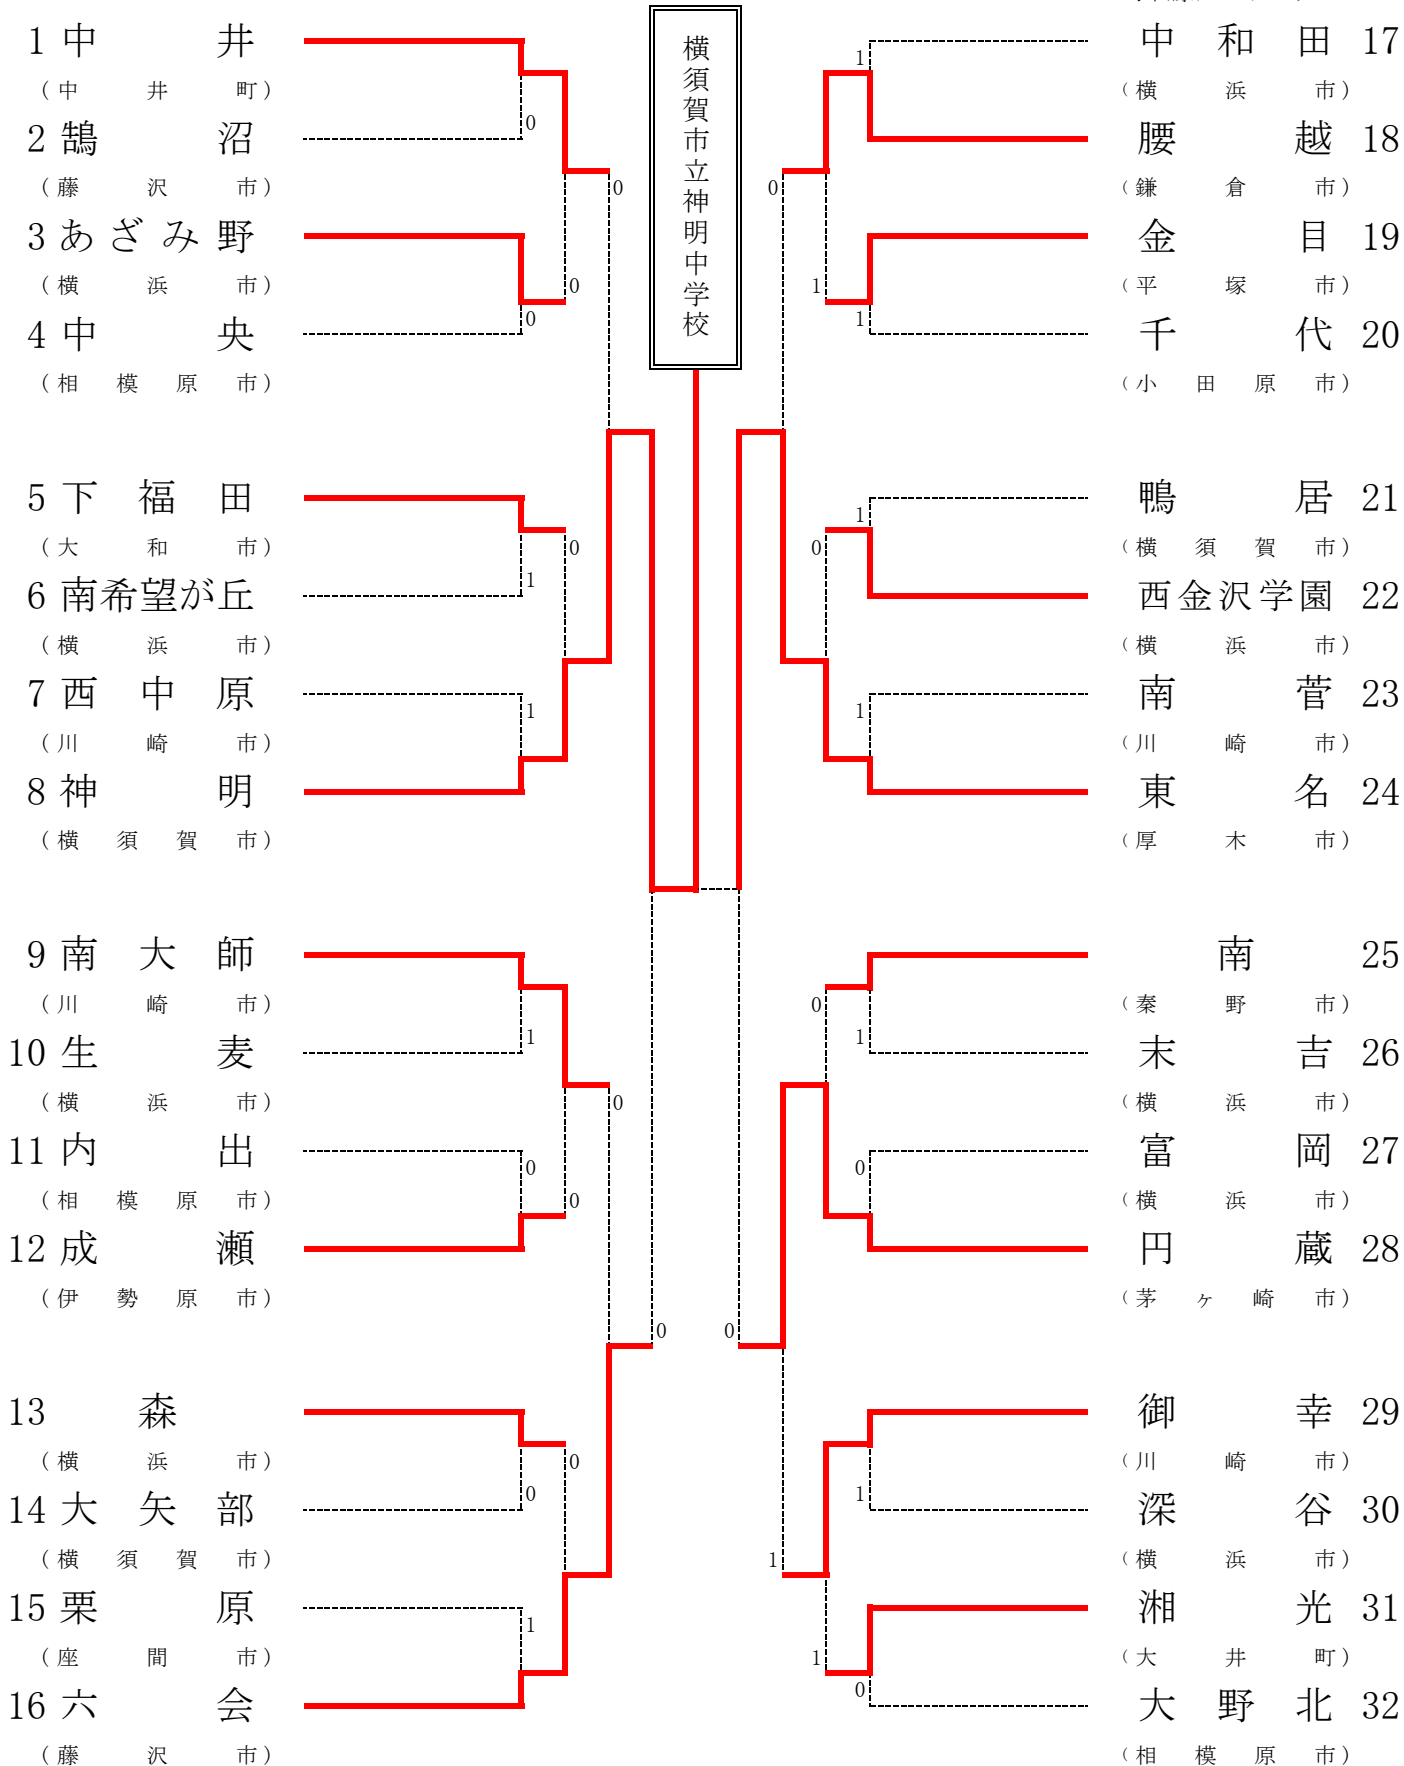 1 中井
(中井町)
2 鵠沼
(藤沢市)
3 あざみ野
(横浜市)
4 中央
(相模原市)
5 下福田
(大和市)
6 南希望が丘
(横浜市)
7 西中原
(川崎市)
8 神明
(横須賀市)
9 南大師
(川崎市)
10 生麦
(横浜市)
11 内出
(相模原市)
12 成瀬
(伊勢原市)
13 森
(横浜市)
14 大矢部
(横須賀市)
15 栗原
(座間市)
16 六会
(藤沢市)
0
0
0
1
1
1
0
0
1
0
0
0
0
0
0
0
0
0
横須賀市立神明中学校
1
1
1
1
1
0
1
0
1
0
0
1
0
1
0
中和田 17
(横浜市)
腰越 18
(鎌倉市)
金目 19
(平塚市)
千代 20
(小田原市)
鴨居 21
(横須賀市)
西金沢学園 22
(横浜市)
南菅 23
(川崎市)
東名 24
(厚木市)
南 25
(秦野市)
末吉 26
(横浜市)
富岡 27
(横浜市)
円蔵 28
(茅ヶ崎市)
御幸 29
(川崎市)
深谷 30
(横浜市)
湘光 31
(大井町)
大野北 32
(相模原市)